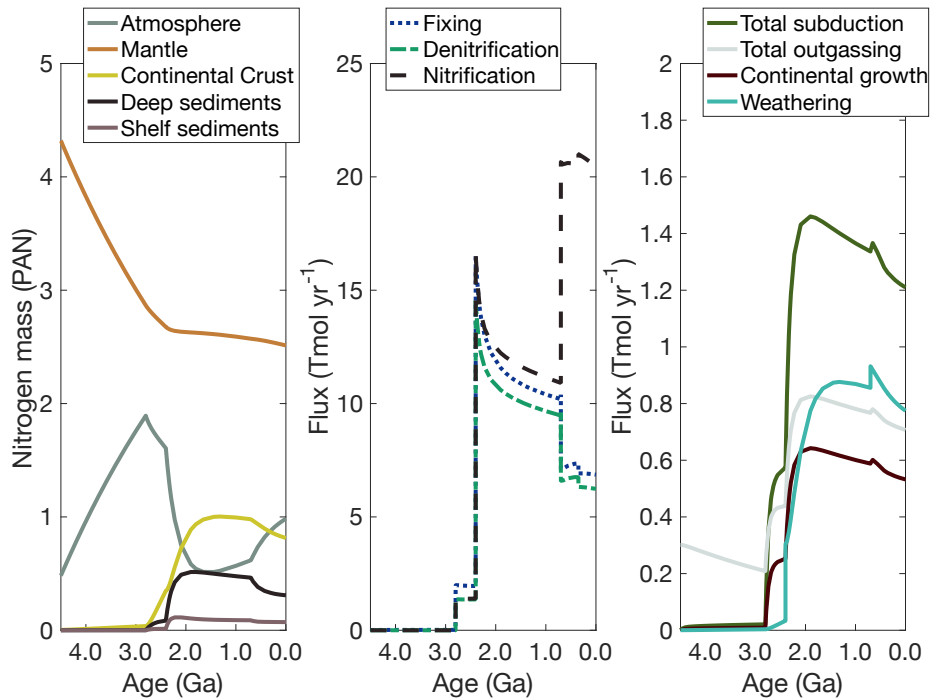 Atmosphere
Mantle
Continental Crust
Deep sediments
Shelf sediments
5
4
3
2
1
0
4.0 3.0 2.0 1.0 0.0
Nitrogen mass (PAN)
Age (Ga)
Fixing
Denitrification
Nitrification
25
20
15
10
5
0
4.0 3.0 2.0 1.0 0.0
Flux (Tmol yr⁻¹)
Age (Ga)
Total subduction
Total outgassing
Continental growth
Weathering
2
1.8
1.6
1.4
1.2
1
0.8
0.6
0.4
0.2
0
4.0 3.0 2.0 1.0 0.0
Flux (Tmol yr⁻¹)
Age (Ga)